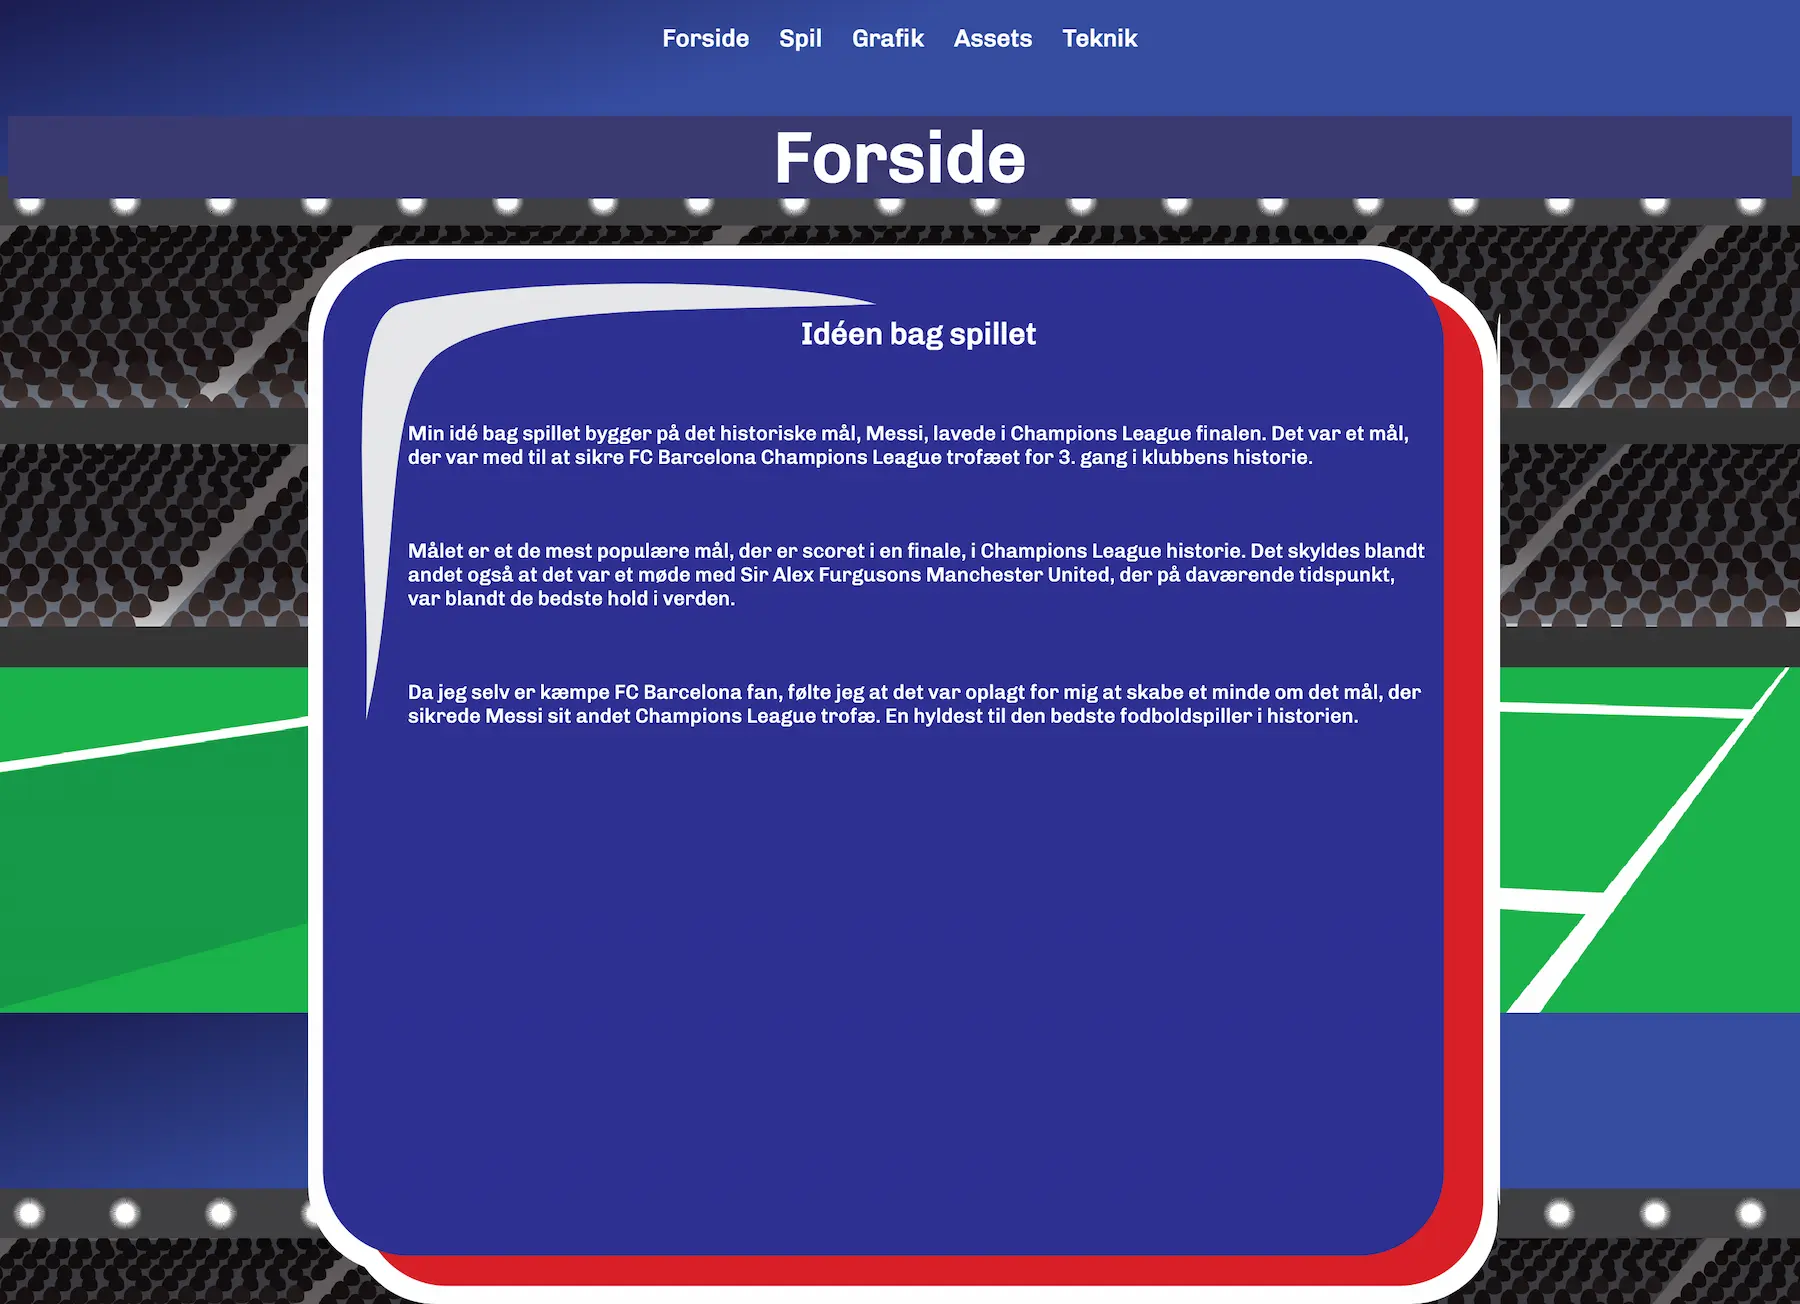 Forside Spil Grafik Assets Teknik
Forside
Idéen bag spillet
Min idé bag spillet bygger på det historiske mål, Messi, lavede i Champions League finalen. Det var et mål,
der var med til at sikre FC Barcelona Champions League trofæet for 3. gang i klubbens historie.
Målet er et de mest populære mål, der er scoret i en finale, i Champions League historie. Det skyldes blandt
andet også at det var et møde med Sir Alex Furgusons Manchester United, der på daværende tidspunkt,
var blandt de bedste hold i verden.
Da jeg selv er kæmpe FC Barcelona fan, følte jeg at det var oplagt for mig at skabe et minde om det mål, der
sikrede Messi sit andet Champions League trofæ. En hyldest til den bedste fodboldspiller i historien.